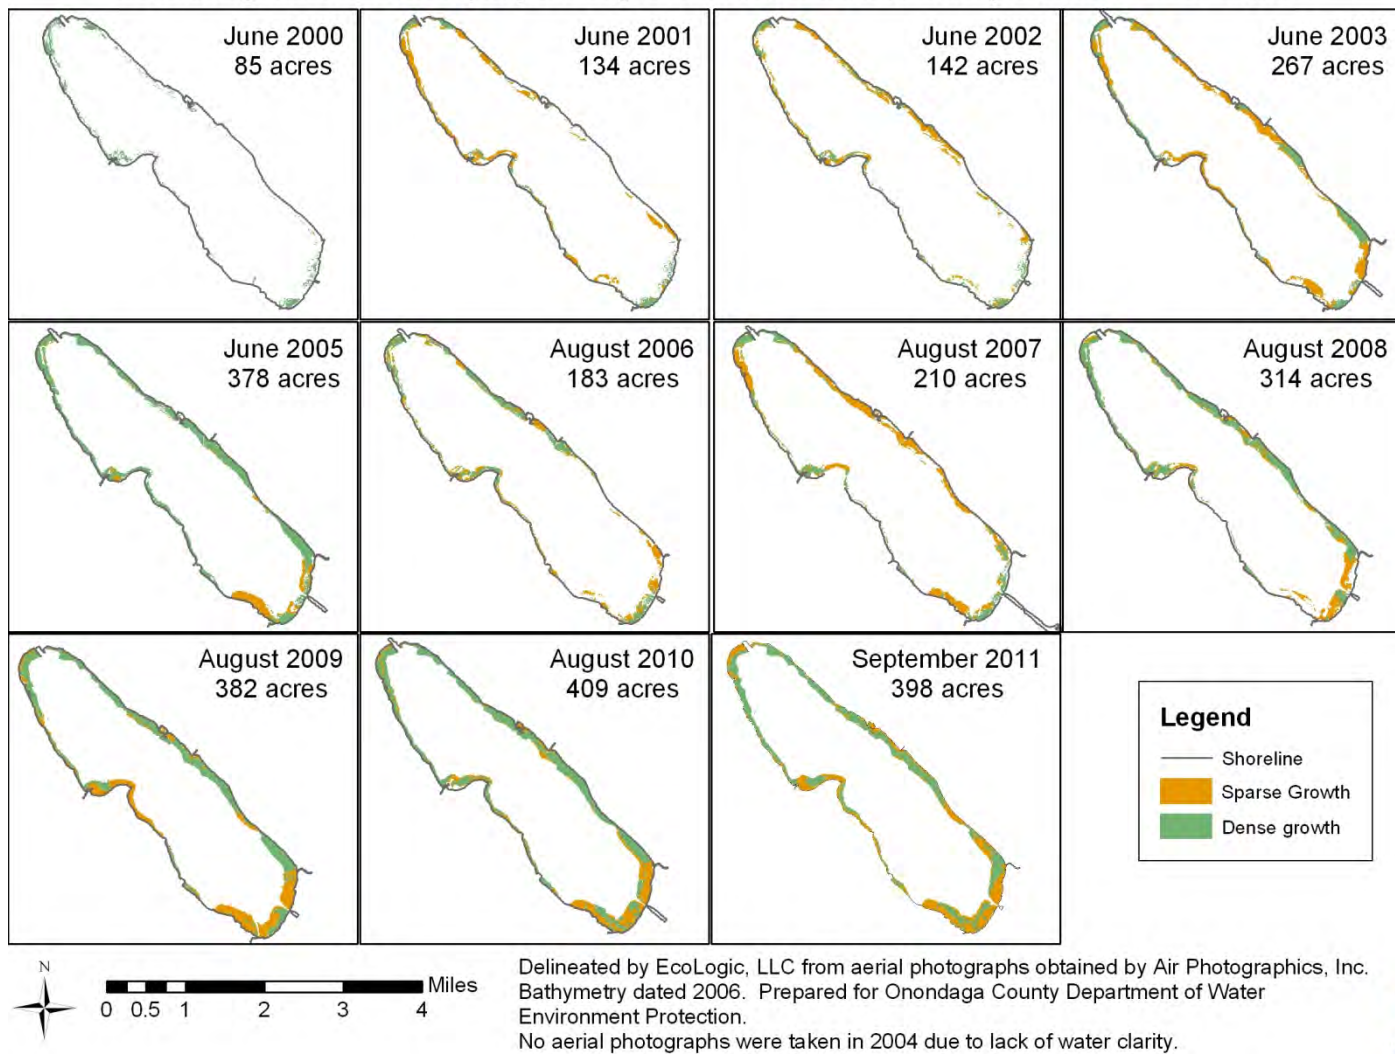 June 2000
85 acres
June 2001
134 acres
June 2002
142 acres
June 2003
267 acres
June 2005
378 acres
August 2006
183 acres
August 2007
210 acres
August 2008
314 acres
August 2009
382 acres
August 2010
409 acres
September 2011
398 acres
Legend
Shoreline
Sparse Growth
Dense growth
N
Miles
0 0.5 1 2 3 4
Delineated by EcoLogic, LLC from aerial photographs obtained by Air Photographics, Inc.
Bathymetry dated 2006. Prepared for Onondaga County Department of Water
Environment Protection.
No aerial photographs were taken in 2004 due to lack of water clarity.